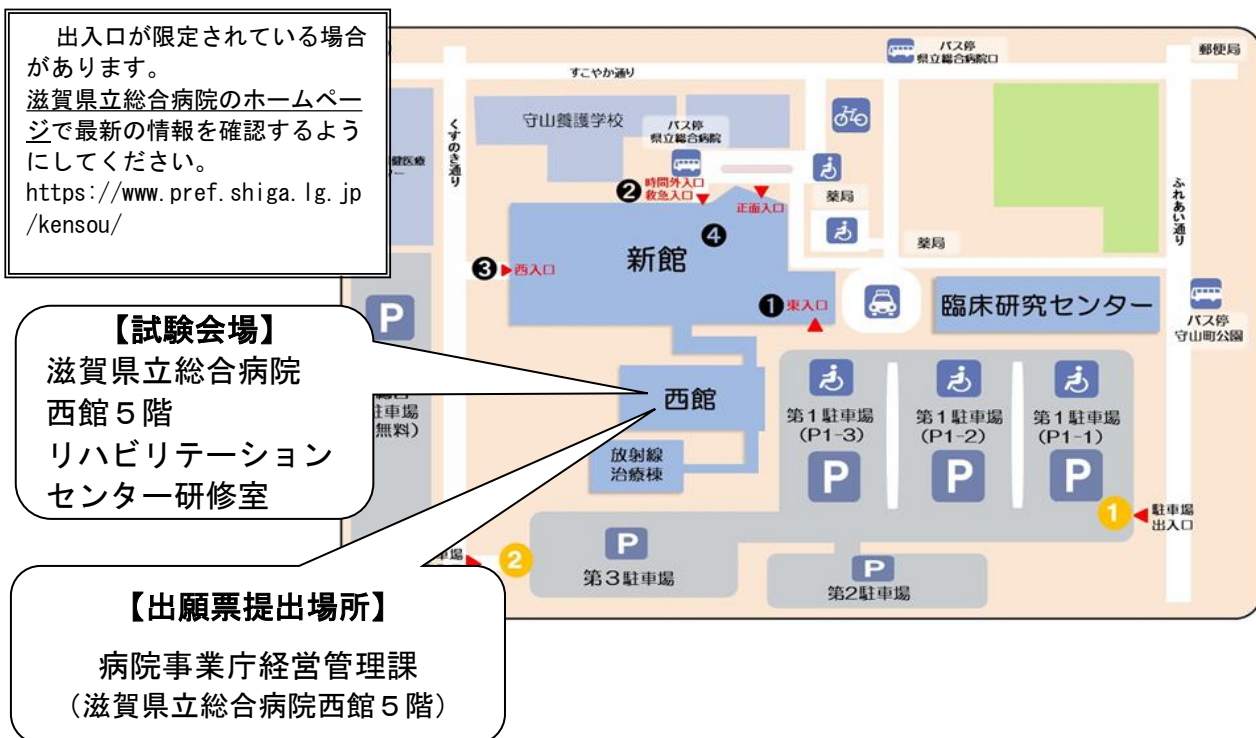 出入口が限定されている場合
があります。
滋賀県立総合病院のホームペー
ジで最新の情報を確認するよう
にしてください。
https://www.pref.shiga.lg.jp
/kensou/
バス停
県立総合病院口
郵便局
すこやか通り
くすのき通り
守山養護学校
バス停
県立総合病院
ふれあい通り
❷
時間外入口
救急入口
正面入口
薬局
薬局
❹
新館
❸
西入口
❶
東入口
臨床研究センター
バス停
守山町公園
P
【試験会場】
滋賀県立総合病院
西館5階
リハビリテーション
センター研修室
駐車場
無料)
西館
放射線
治療棟
第1駐車場
(P1-3)
P
第1駐車場
(P1-2)
P
第1駐車場
(P1-1)
P
1
駐車場
出入口
2
P
第3駐車場
P
第2駐車場
【出願票提出場所】
病院事業庁経営管理課
（滋賀県立総合病院西館5階）